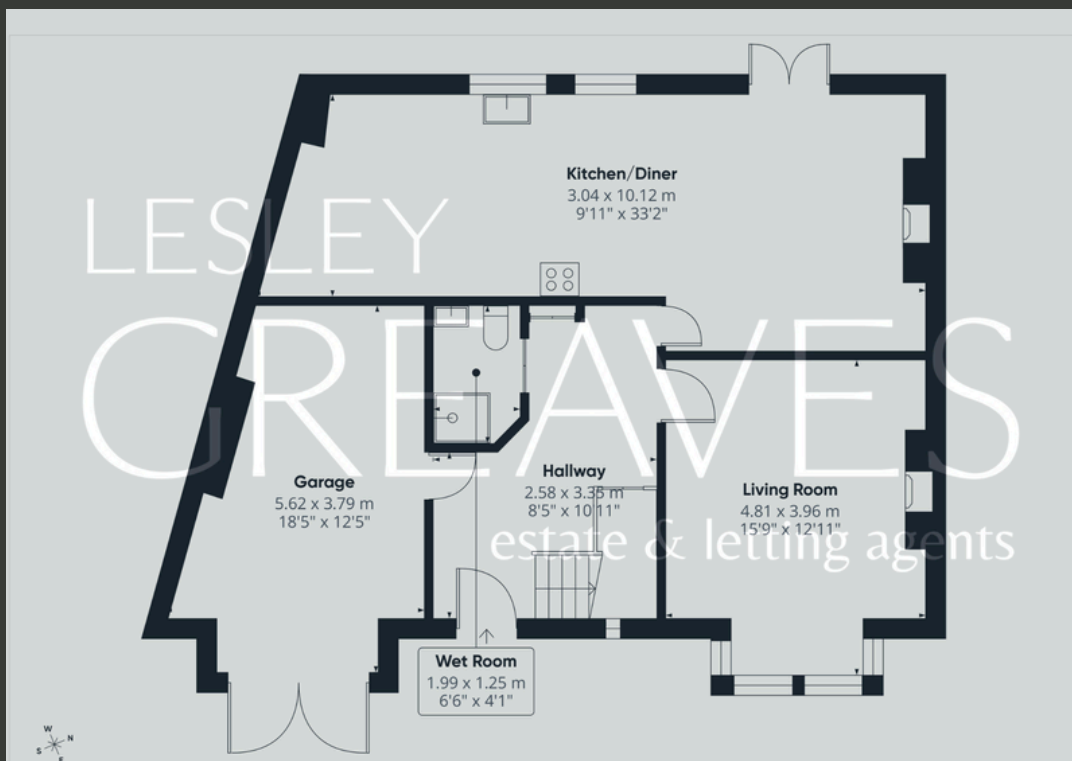 Kitchen/Diner
3.04 x 10.12 m
9'11" x 33'2"
LESLEY
GREAVES
estate & letting agents
Garage
5.62 x 3.79 m
18'5" x 12'5"
Hallway
2.58 x 3.35 m
8'5" x 10'11"
Living Room
4.81 x 3.96 m
15'9" x 12'11"
Wet Room
1.99 x 1.25 m
6'6" x 4'1"
W
N
S
E